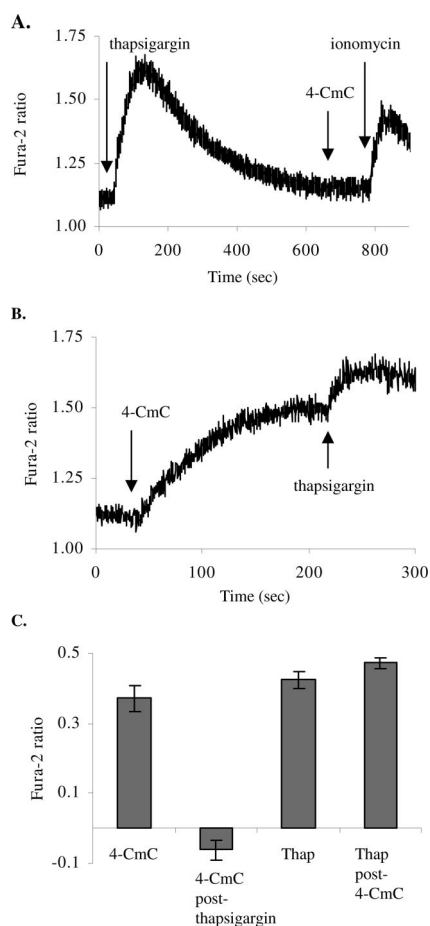 A.
1.75
1.50
1.25
1.00
Fura-2 ratio
thapsigargin
ionomycin
4-CmC
0
200
400
600
800
Time (sec)
B.
1.75
1.50
1.25
1.00
Fura-2 ratio
4-CmC
thapsigargin
0
100
200
300
Time (sec)
C.
0.5
0.3
0.1
-0.1
Fura-2 ratio
4-CmC
4-CmC
post-
thapsigargin
Thap
Thap
post-
4-CmC